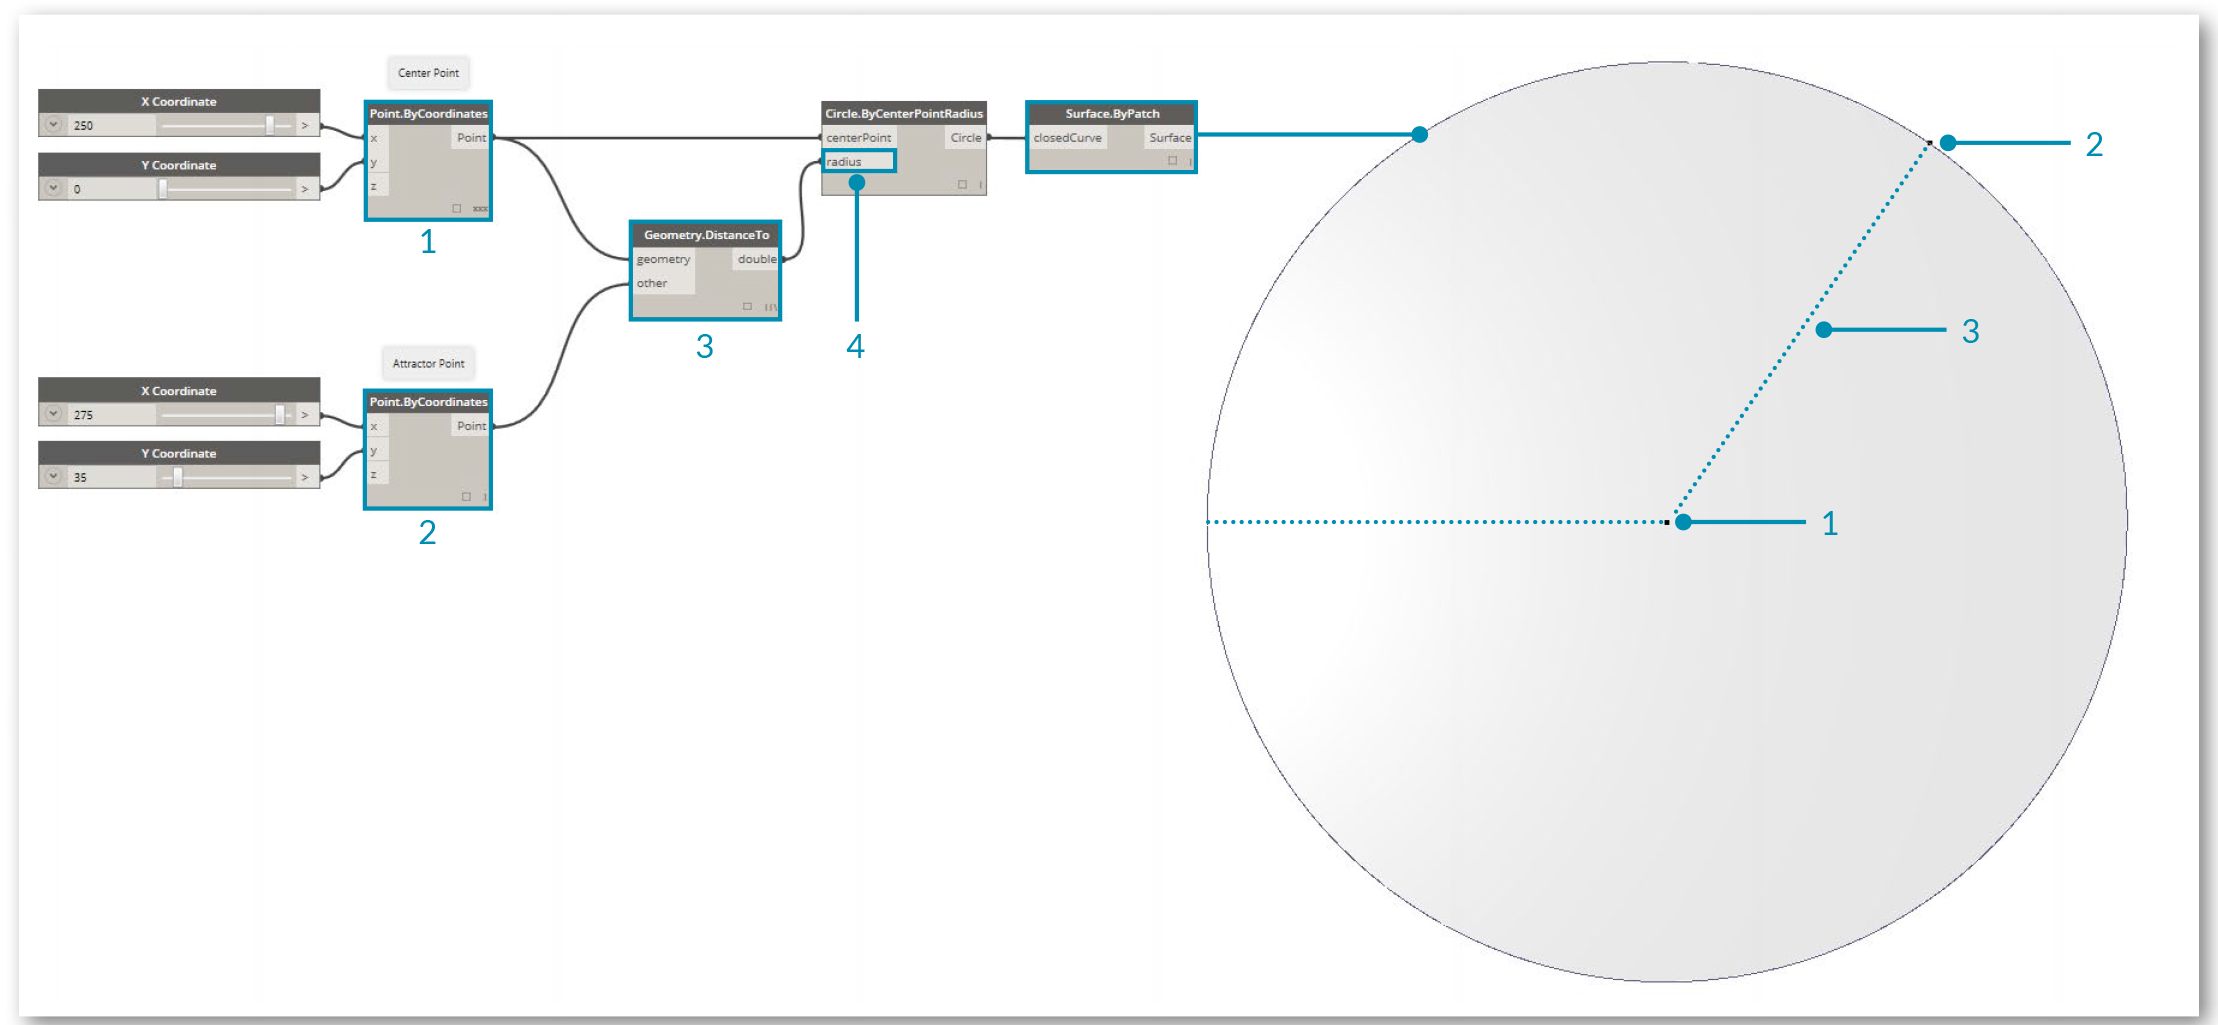 Center Point
X Coordinate
250 >
Y Coordinate
0 >
Point.ByCoordinates
x Point
y
z
xxx
1
Attractor Point
X Coordinate
275 >
Y Coordinate
35 >
Point.ByCoordinates
x Point
y
z
2
Geometry.DistanceTo
geometry double
other
3
Circle.ByCenterPointRadius
centerPoint Circle
radius
4
Surface.ByPatch
closedCurve Surface
2
3
1